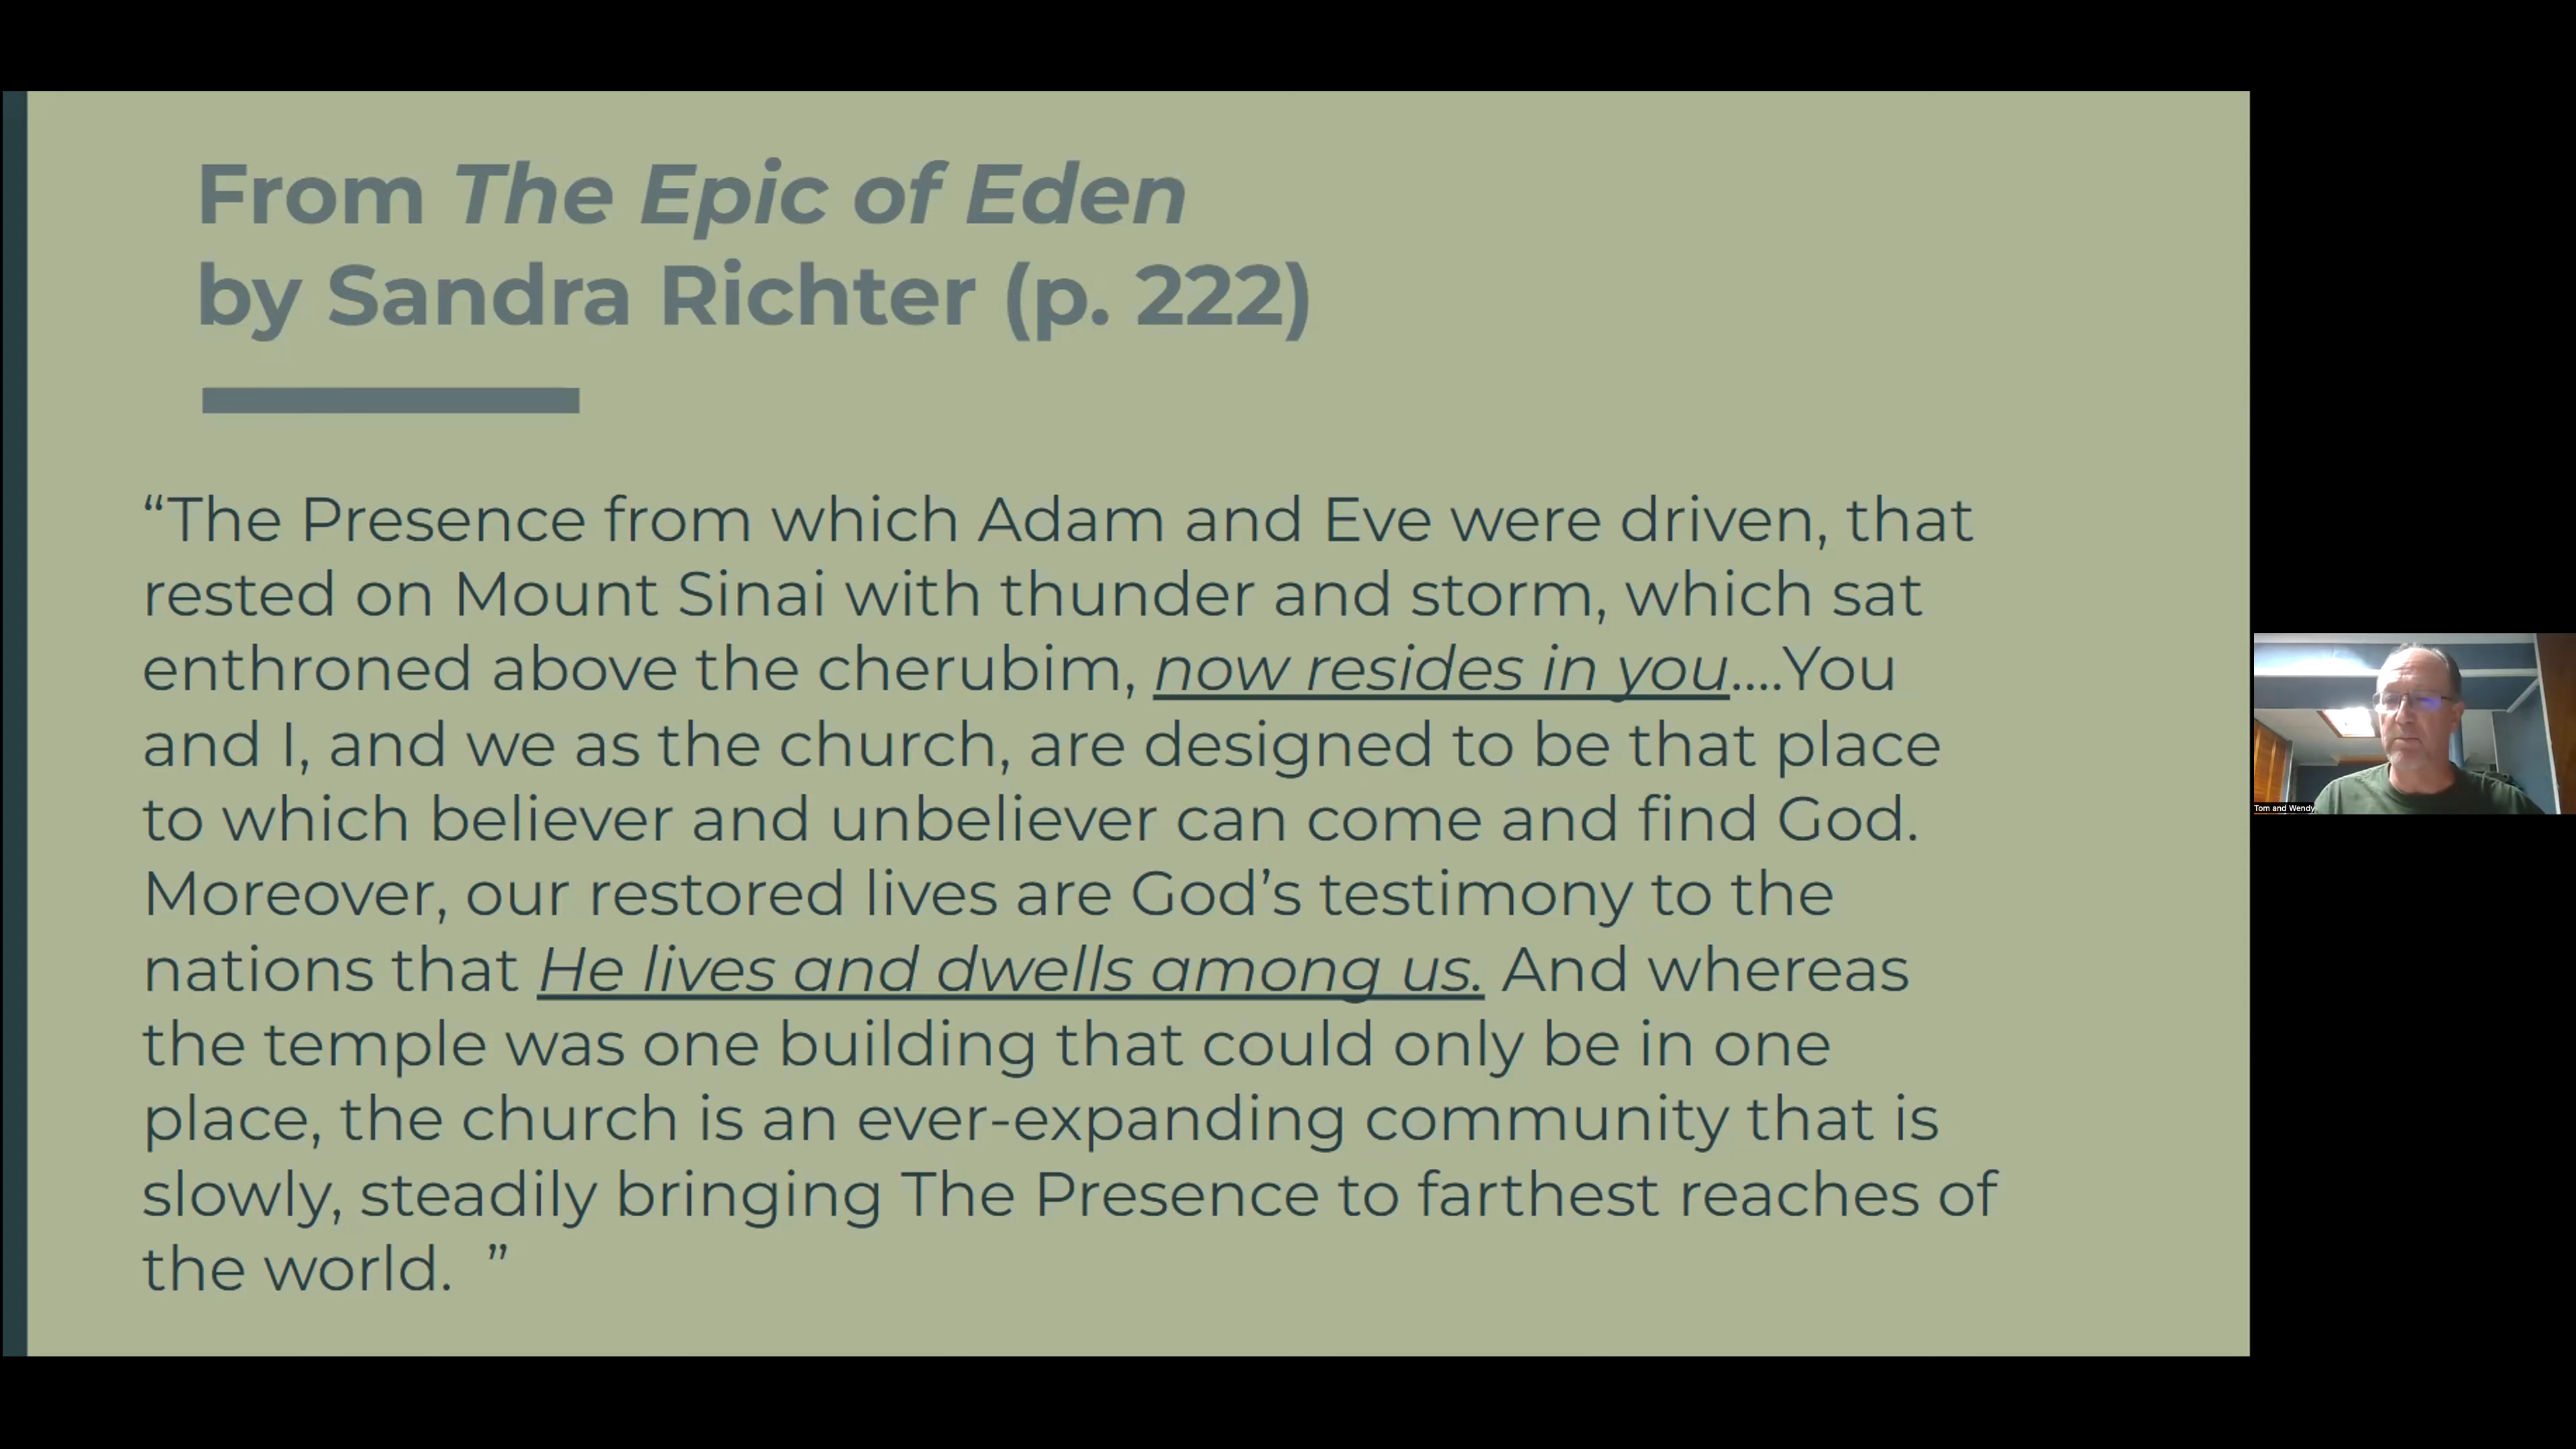 From The Epic of Eden
by Sandra Richter (p. 222)
“The Presence from which Adam and Eve were driven, that
rested on Mount Sinai with thunder and storm, which sat
enthroned above the cherubim, now resides in you....You
and I, and we as the church, are designed to be that place
to which believer and unbeliever can come and find God.
Moreover, our restored lives are God’s testimony to the
nations that He lives and dwells among us. And whereas
the temple was one building that could only be in one
place, the church is an ever-expanding community that is
slowly, steadily bringing The Presence to farthest reaches of
the world.  ”
Tom and Wendy